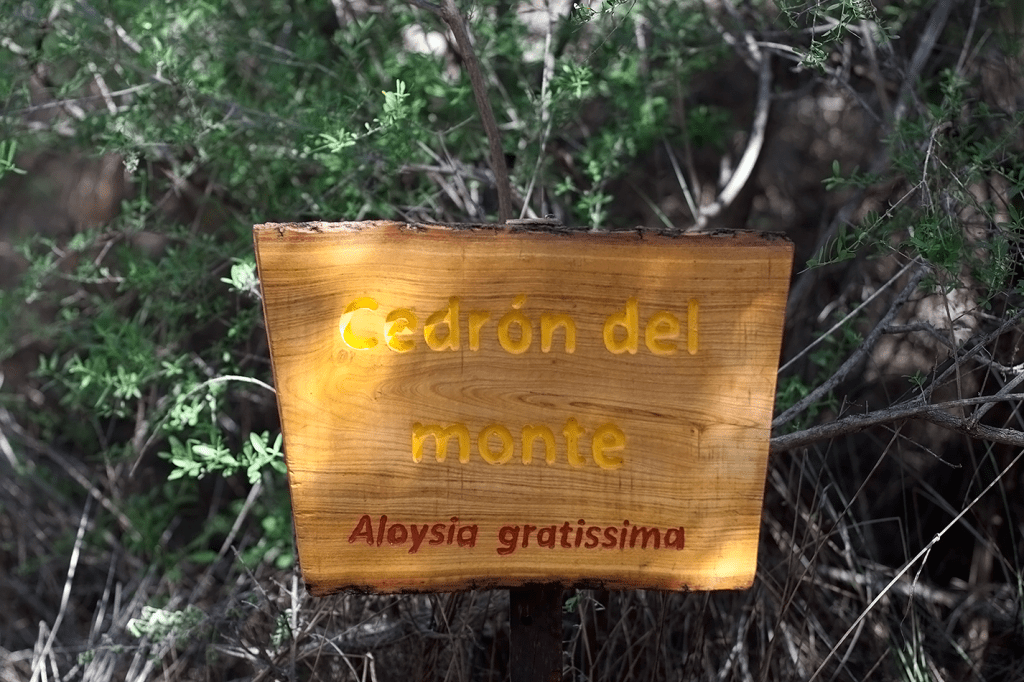 Cedrón del
monte
Aloysia gratissima